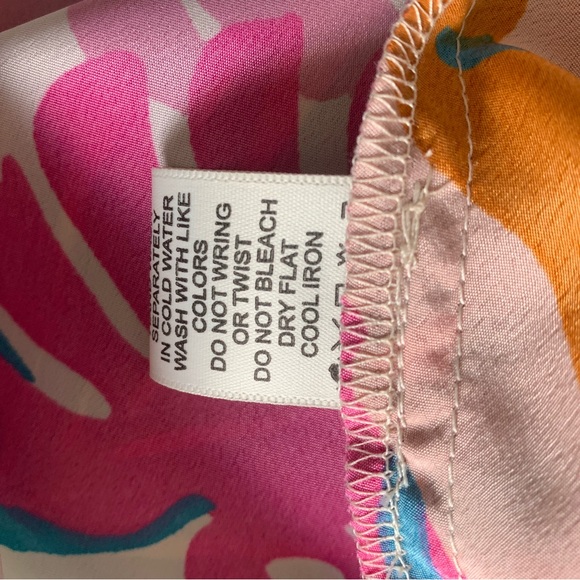 SEPARATELY
IN COLD WATER
WASH WITH LIKE
COLORS
DO NOT WRING
OR TWIST
DO NOT BLEACH
DRY FLAT
COOL IRON